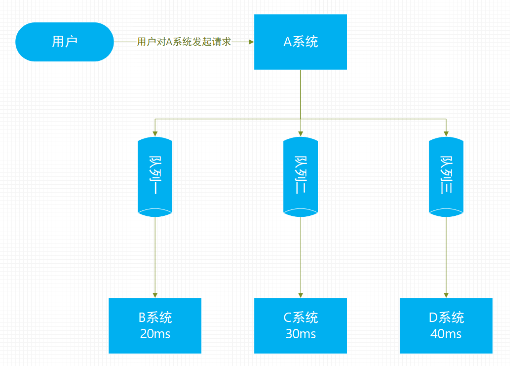 用户
用户对A系统发起请求
A系统
队列一
队列二
队列三
B系统
20ms
C系统
30ms
D系统
40ms